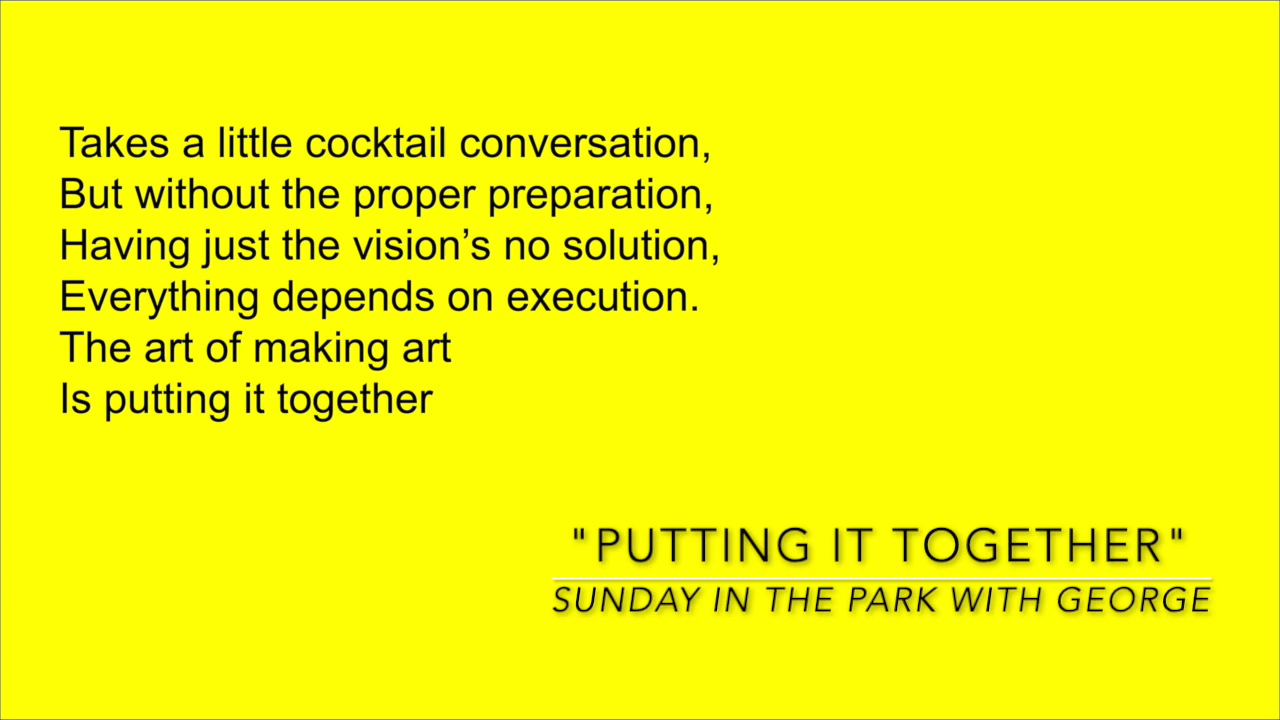 Takes a little cocktail conversation,
But without the proper preparation,
Having just the vision’s no solution,
Everything depends on execution.
The art of making art
Is putting it together
"PUTTING IT TOGETHER"
SUNDAY IN THE PARK WITH GEORGE